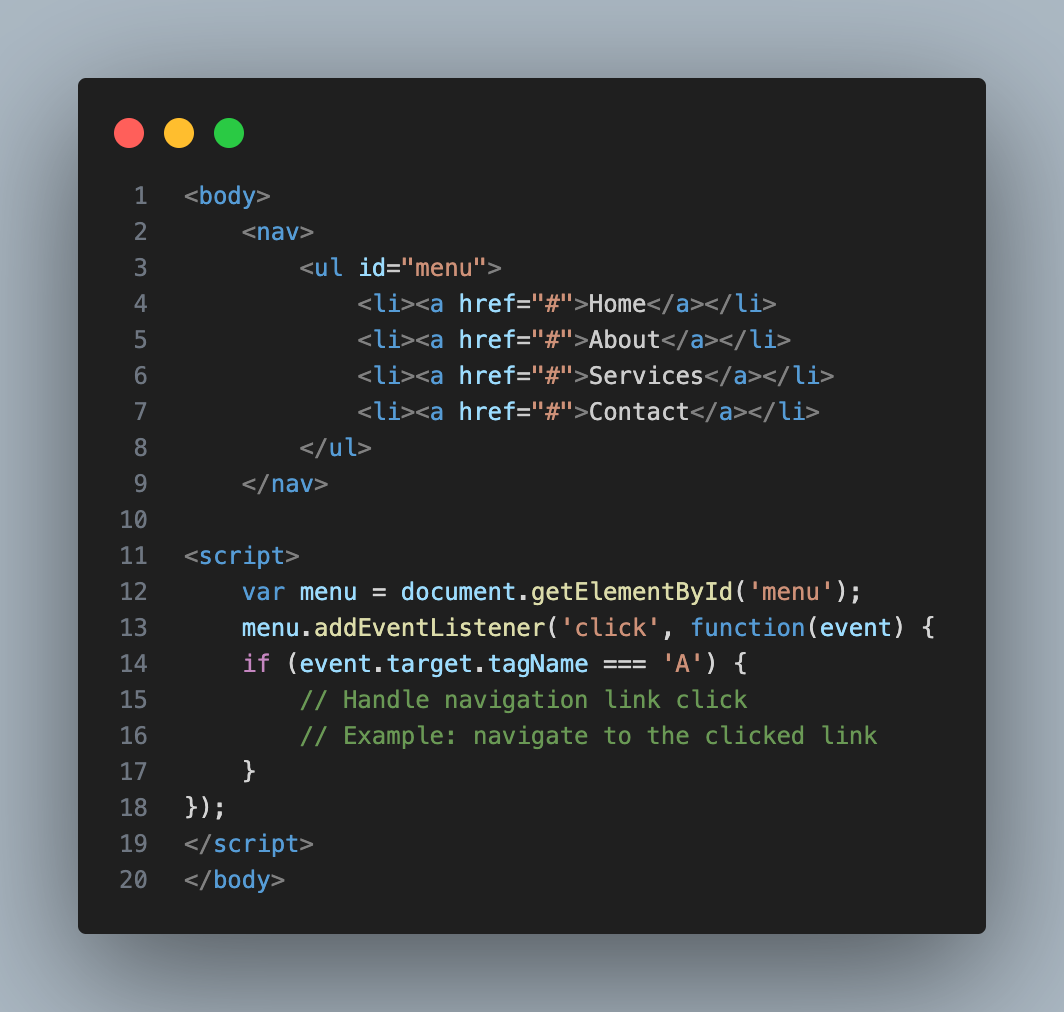 1 <body>
2     <nav>
3         <ul id="menu">
4             <li><a href="#">Home</a></li>
5             <li><a href="#">About</a></li>
6             <li><a href="#">Services</a></li>
7             <li><a href="#">Contact</a></li>
8         </ul>
9     </nav>
10
11 <script>
12     var menu = document.getElementById('menu');
13     menu.addEventListener('click', function(event) {
14     if (event.target.tagName === 'A') {
15         // Handle navigation link click
16         // Example: navigate to the clicked link
17     }
18 });
19 </script>
20 </body>